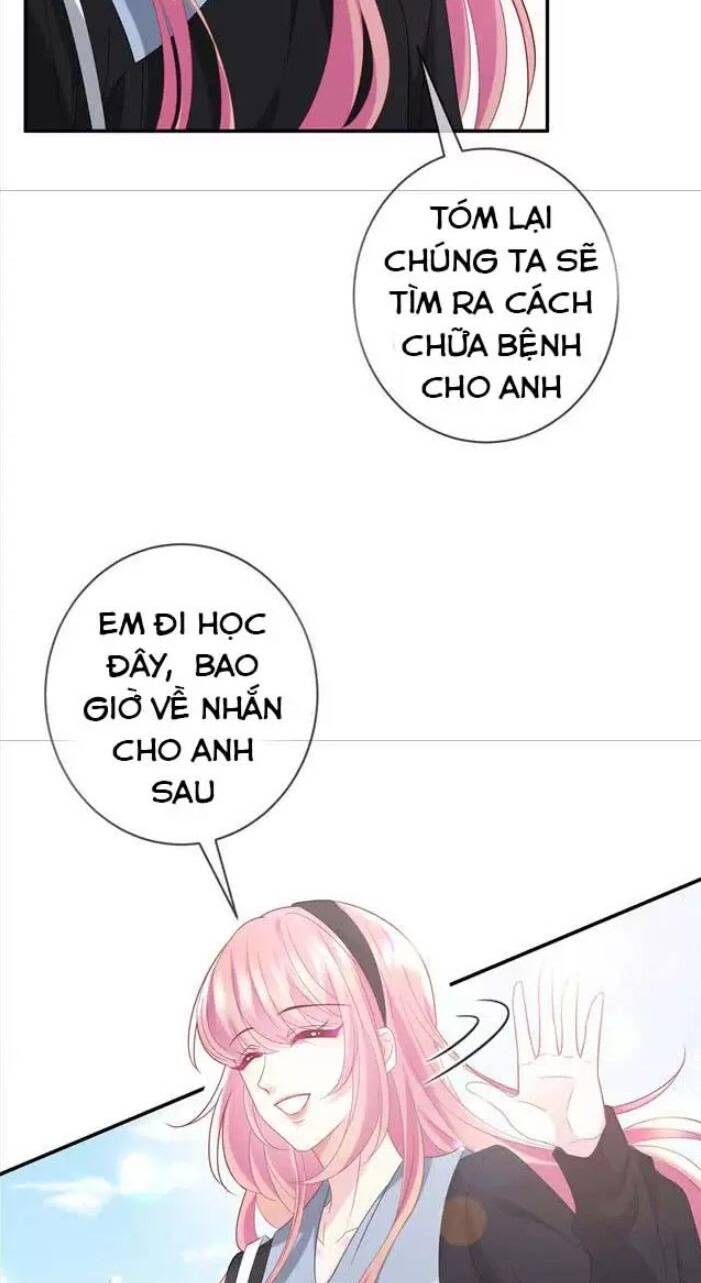 TÓM LẠI
CHÚNG TA SẼ
TÌM RA CÁCH
CHỮA BỆNH
CHO ANH
EM ĐI HỌC
ĐÂY, BAO
GIỜ VỀ NHẮN
CHO ANH
SAU